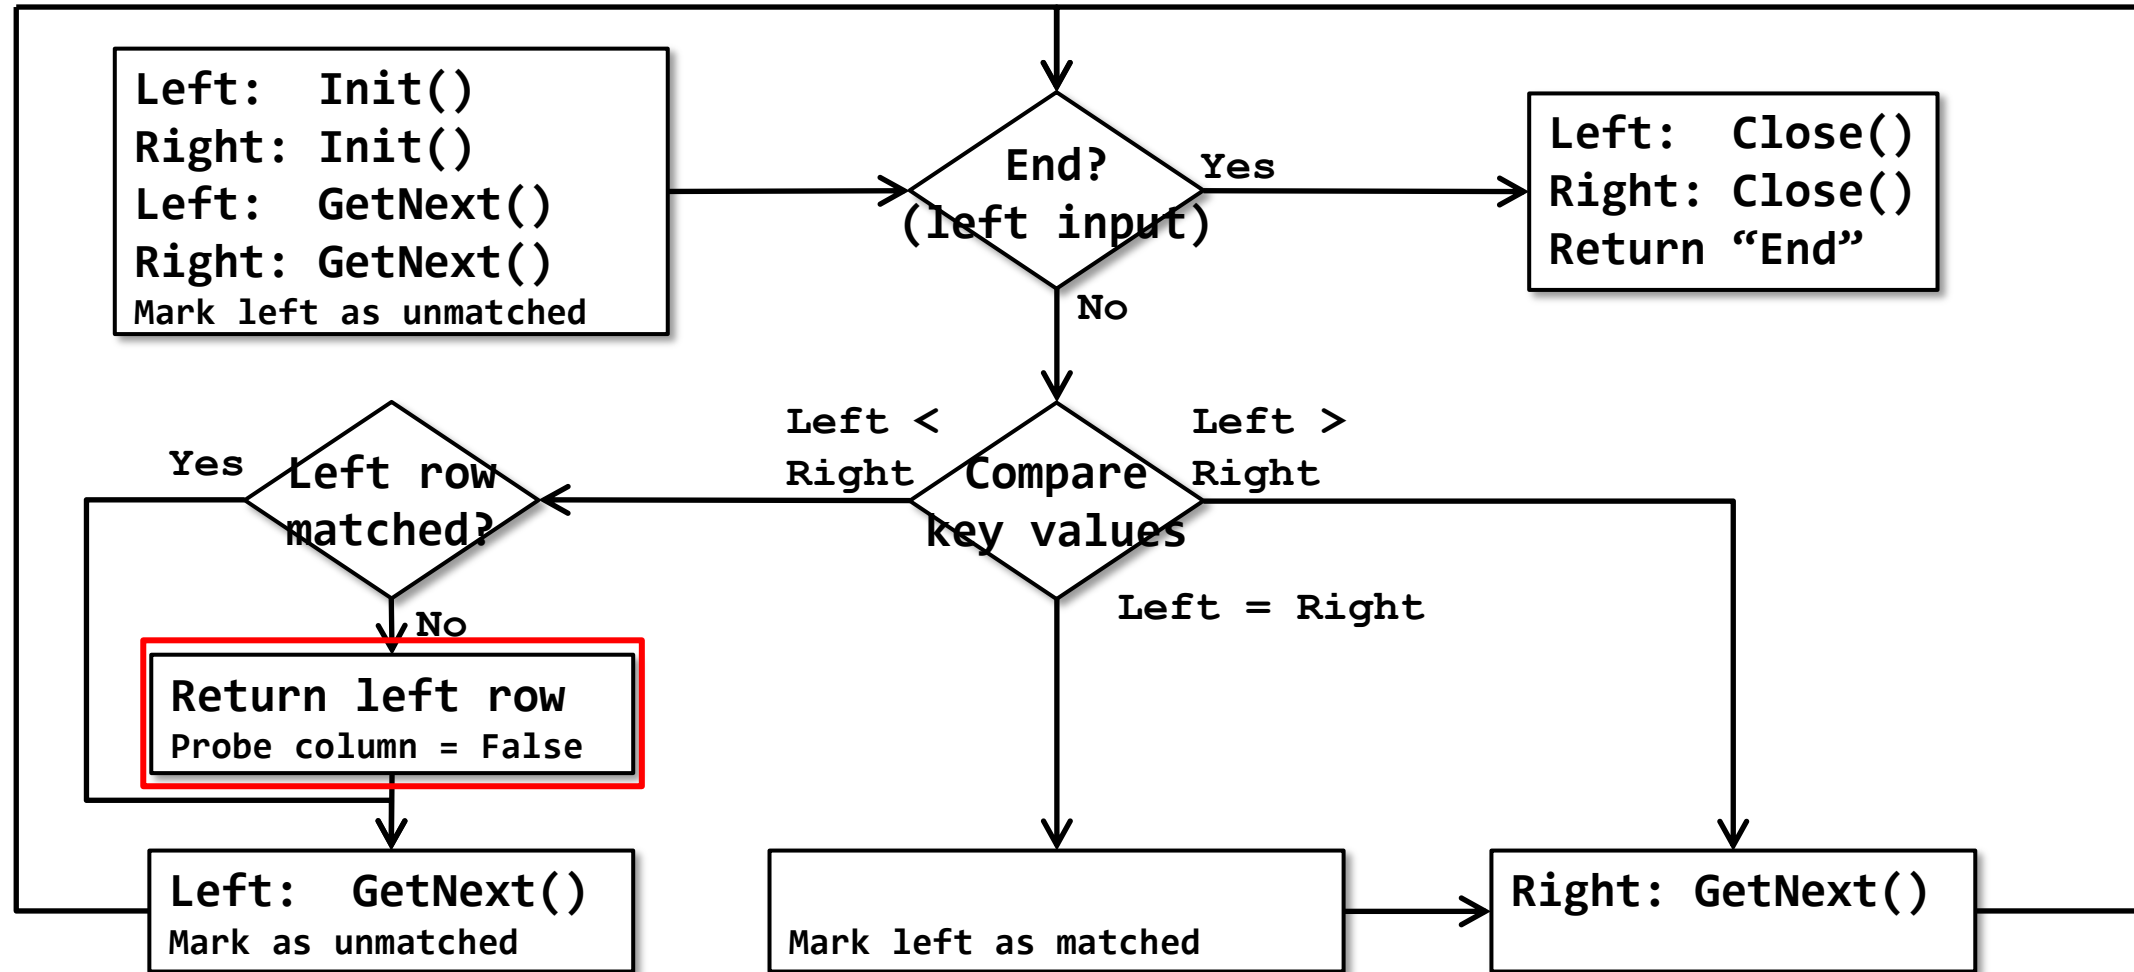 Left:  Init()
Right: Init()
Left:  GetNext()
Right: GetNext()
Mark left as unmatched
End?
(left input)
Yes
No
Left:  Close()
Right: Close()
Return “End”
Left row
matched?
Yes
No
Left <
Right
Compare
key values
Left >
Right
Left = Right
Return left row
Probe column = False
Left:  GetNext()
Mark as unmatched
Mark left as matched
Right: GetNext()